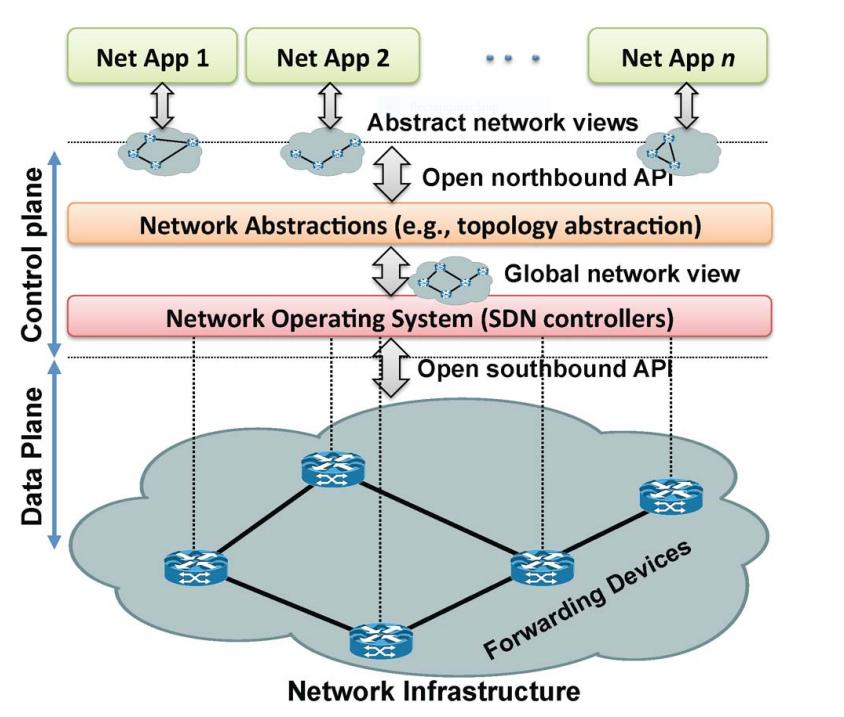 Net App 1
Net App 2
Net App n
Abstract network views
Open northbound API
Network Abstractions (e.g., topology abstraction)
Global network view
Network Operating System (SDN controllers)
Open southbound API
Control plane
Data Plane
Forwarding Devices
Network Infrastructure